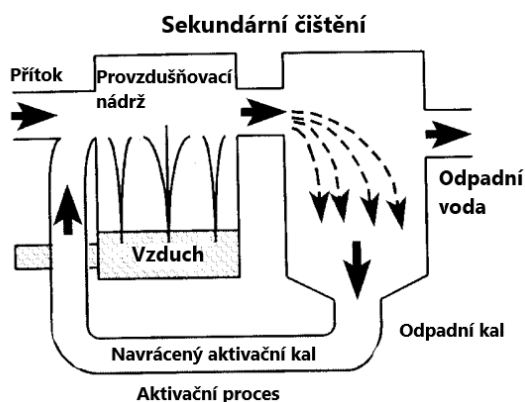 Sekundární čištění
Přítok
Provzdušňovací
nádrž
Odpadní
voda
Vzduch
Odpadní kal
Navrácený aktivační kal
Aktivační proces